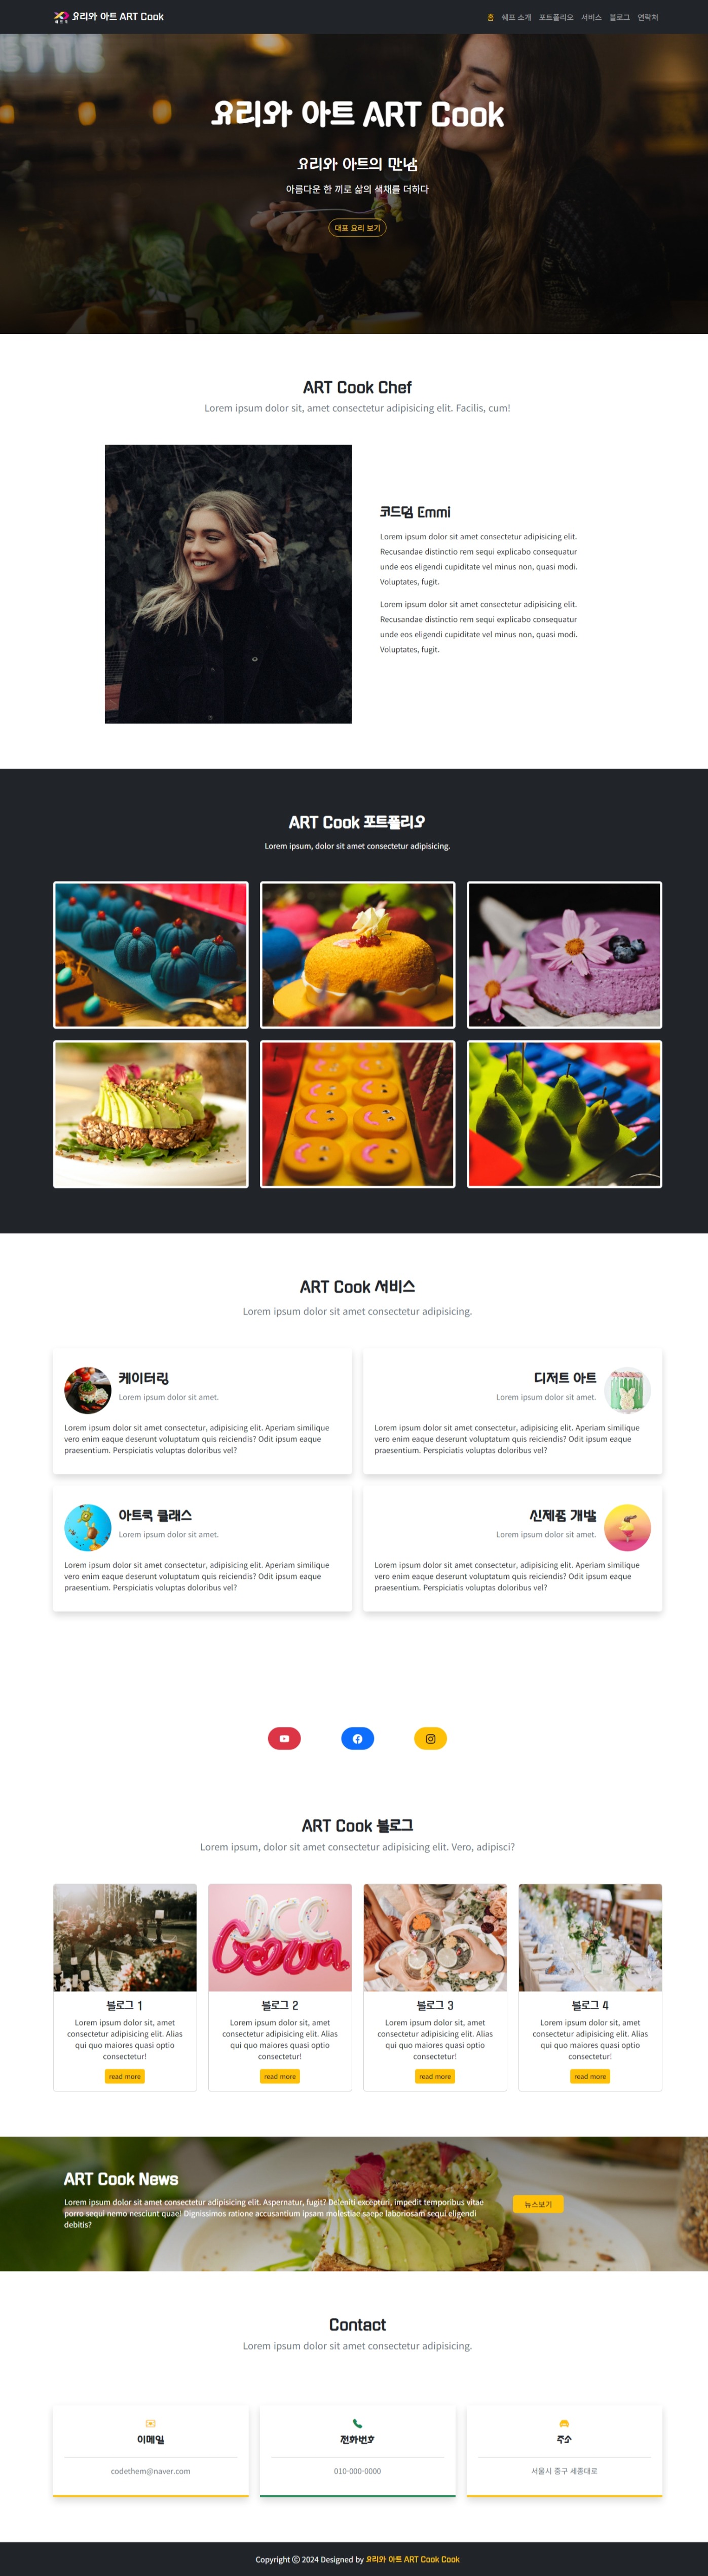 요리와 아트 ART Cook
홈 쉐프 소개 포트폴리오 서비스 블로그 연락처
요리와 아트 ART Cook
요리와 아트의 만남
아름다운 한 끼로 삶의 색채를 더하다
대표 요리 보기
ART Cook Chef
Lorem ipsum dolor sit, amet consectetur adipisicing elit. Facilis, cum!
코드덤 Emmi
Lorem ipsum dolor sit amet consectetur adipisicing elit.
Recusandae distinctio rem sequi explicabo consequatur
unde eos eligendi cupiditate vel minus non, quasi modi.
Voluptates, fugit.
Lorem ipsum dolor sit amet consectetur adipisicing elit.
Recusandae distinctio rem sequi explicabo consequatur
unde eos eligendi cupiditate vel minus non, quasi modi.
Voluptates, fugit.
ART Cook 포트폴리오
Lorem ipsum, dolor sit amet consectetur adipisicing.
ART Cook 서비스
Lorem ipsum dolor sit amet consectetur adipisicing.
케이터링
Lorem ipsum dolor sit amet.
Lorem ipsum dolor sit amet consectetur, adipisicing elit. Aperiam similique
vero enim eaque deserunt voluptatum quis reiciendis? Odit ipsum eaque
praesentium. Perspiciatis voluptas doloribus vel?
디저트 아트
Lorem ipsum dolor sit amet.
Lorem ipsum dolor sit amet consectetur, adipisicing elit. Aperiam similique
vero enim eaque deserunt voluptatum quis reiciendis? Odit ipsum eaque
praesentium. Perspiciatis voluptas doloribus vel?
아트쿡 클래스
Lorem ipsum dolor sit amet.
Lorem ipsum dolor sit amet consectetur, adipisicing elit. Aperiam similique
vero enim eaque deserunt voluptatum quis reiciendis? Odit ipsum eaque
praesentium. Perspiciatis voluptas doloribus vel?
신제품 개발
Lorem ipsum dolor sit amet.
Lorem ipsum dolor sit amet consectetur, adipisicing elit. Aperiam similique
vero enim eaque deserunt voluptatum quis reiciendis? Odit ipsum eaque
praesentium. Perspiciatis voluptas doloribus vel?
ART Cook 블로그
Lorem ipsum, dolor sit amet consectetur adipisicing elit. Vero, adipisci?
블로그 1
Lorem ipsum dolor sit, amet
consectetur adipisicing elit. Alias
qui quo maiores quasi optio
consectetur!
read more
블로그 2
Lorem ipsum dolor sit, amet
consectetur adipisicing elit. Alias
qui quo maiores quasi optio
consectetur!
read more
블로그 3
Lorem ipsum dolor sit, amet
consectetur adipisicing elit. Alias
qui quo maiores quasi optio
consectetur!
read more
블로그 4
Lorem ipsum dolor sit, amet
consectetur adipisicing elit. Alias
qui quo maiores quasi optio
consectetur!
read more
ART Cook News
Lorem ipsum dolor sit amet consectetur adipisicing elit. Aspernatur, fugit? Deleniti excepturi, impedit temporibus vitae
porro sequi nemo nesciunt quae! Dignissimos ratione accusantium ipsam molestiae saepe laboriosam sequi eligendi
debitis?
뉴스보기
Contact
Lorem ipsum dolor sit amet consectetur adipisicing.
이메일
codethem@naver.com
전화번호
010-000-0000
주소
서울시 중구 세종대로
Copyright ⓒ 2024 Designed by 요리와 아트 ART Cook Cook